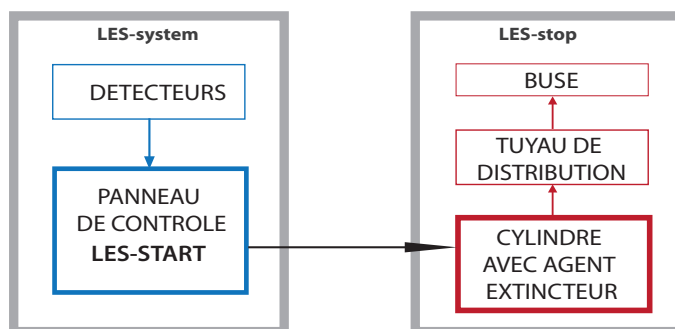 LES-system
DETECTEURS
PANNEAU
DE CONTROLE
LES-START
LES-stop
BUSE
TUYAU DE
DISTRIBUTION
CYLINDRE
AVEC AGENT
EXTINCTEUR